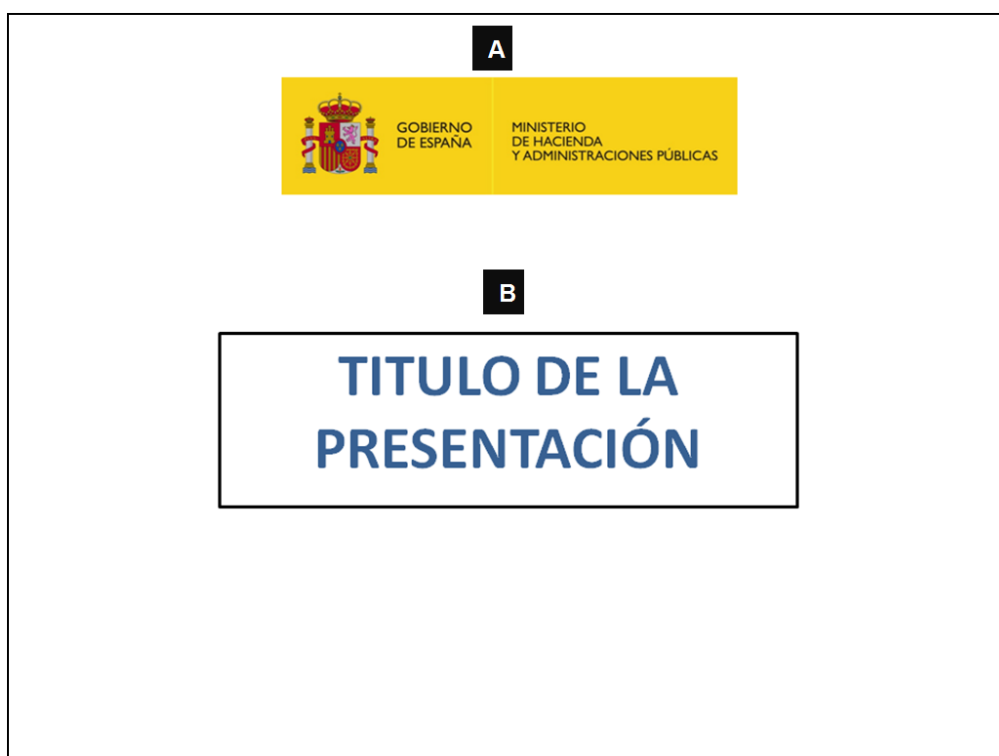 A
GOBIERNO
DE ESPAÑA
MINISTERIO
DE HACIENDA
Y ADMINISTRACIONES PÚBLICAS
B
TITULO DE LA
PRESENTACIÓN